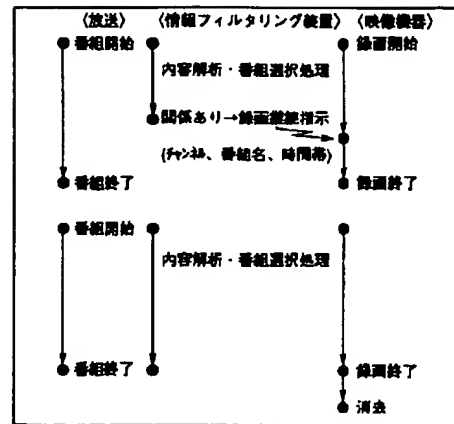 〈放送〉 〈情報フィルタリング装置〉 〈映像機器〉
番組開始 録画開始
内容解析・番組選択処理
関係あり→録画継続指示
(チャンネル、番組名、時間帯)
番組終了 録画終了
番組開始
内容解析・番組選択処理
番組終了 録画終了
消去